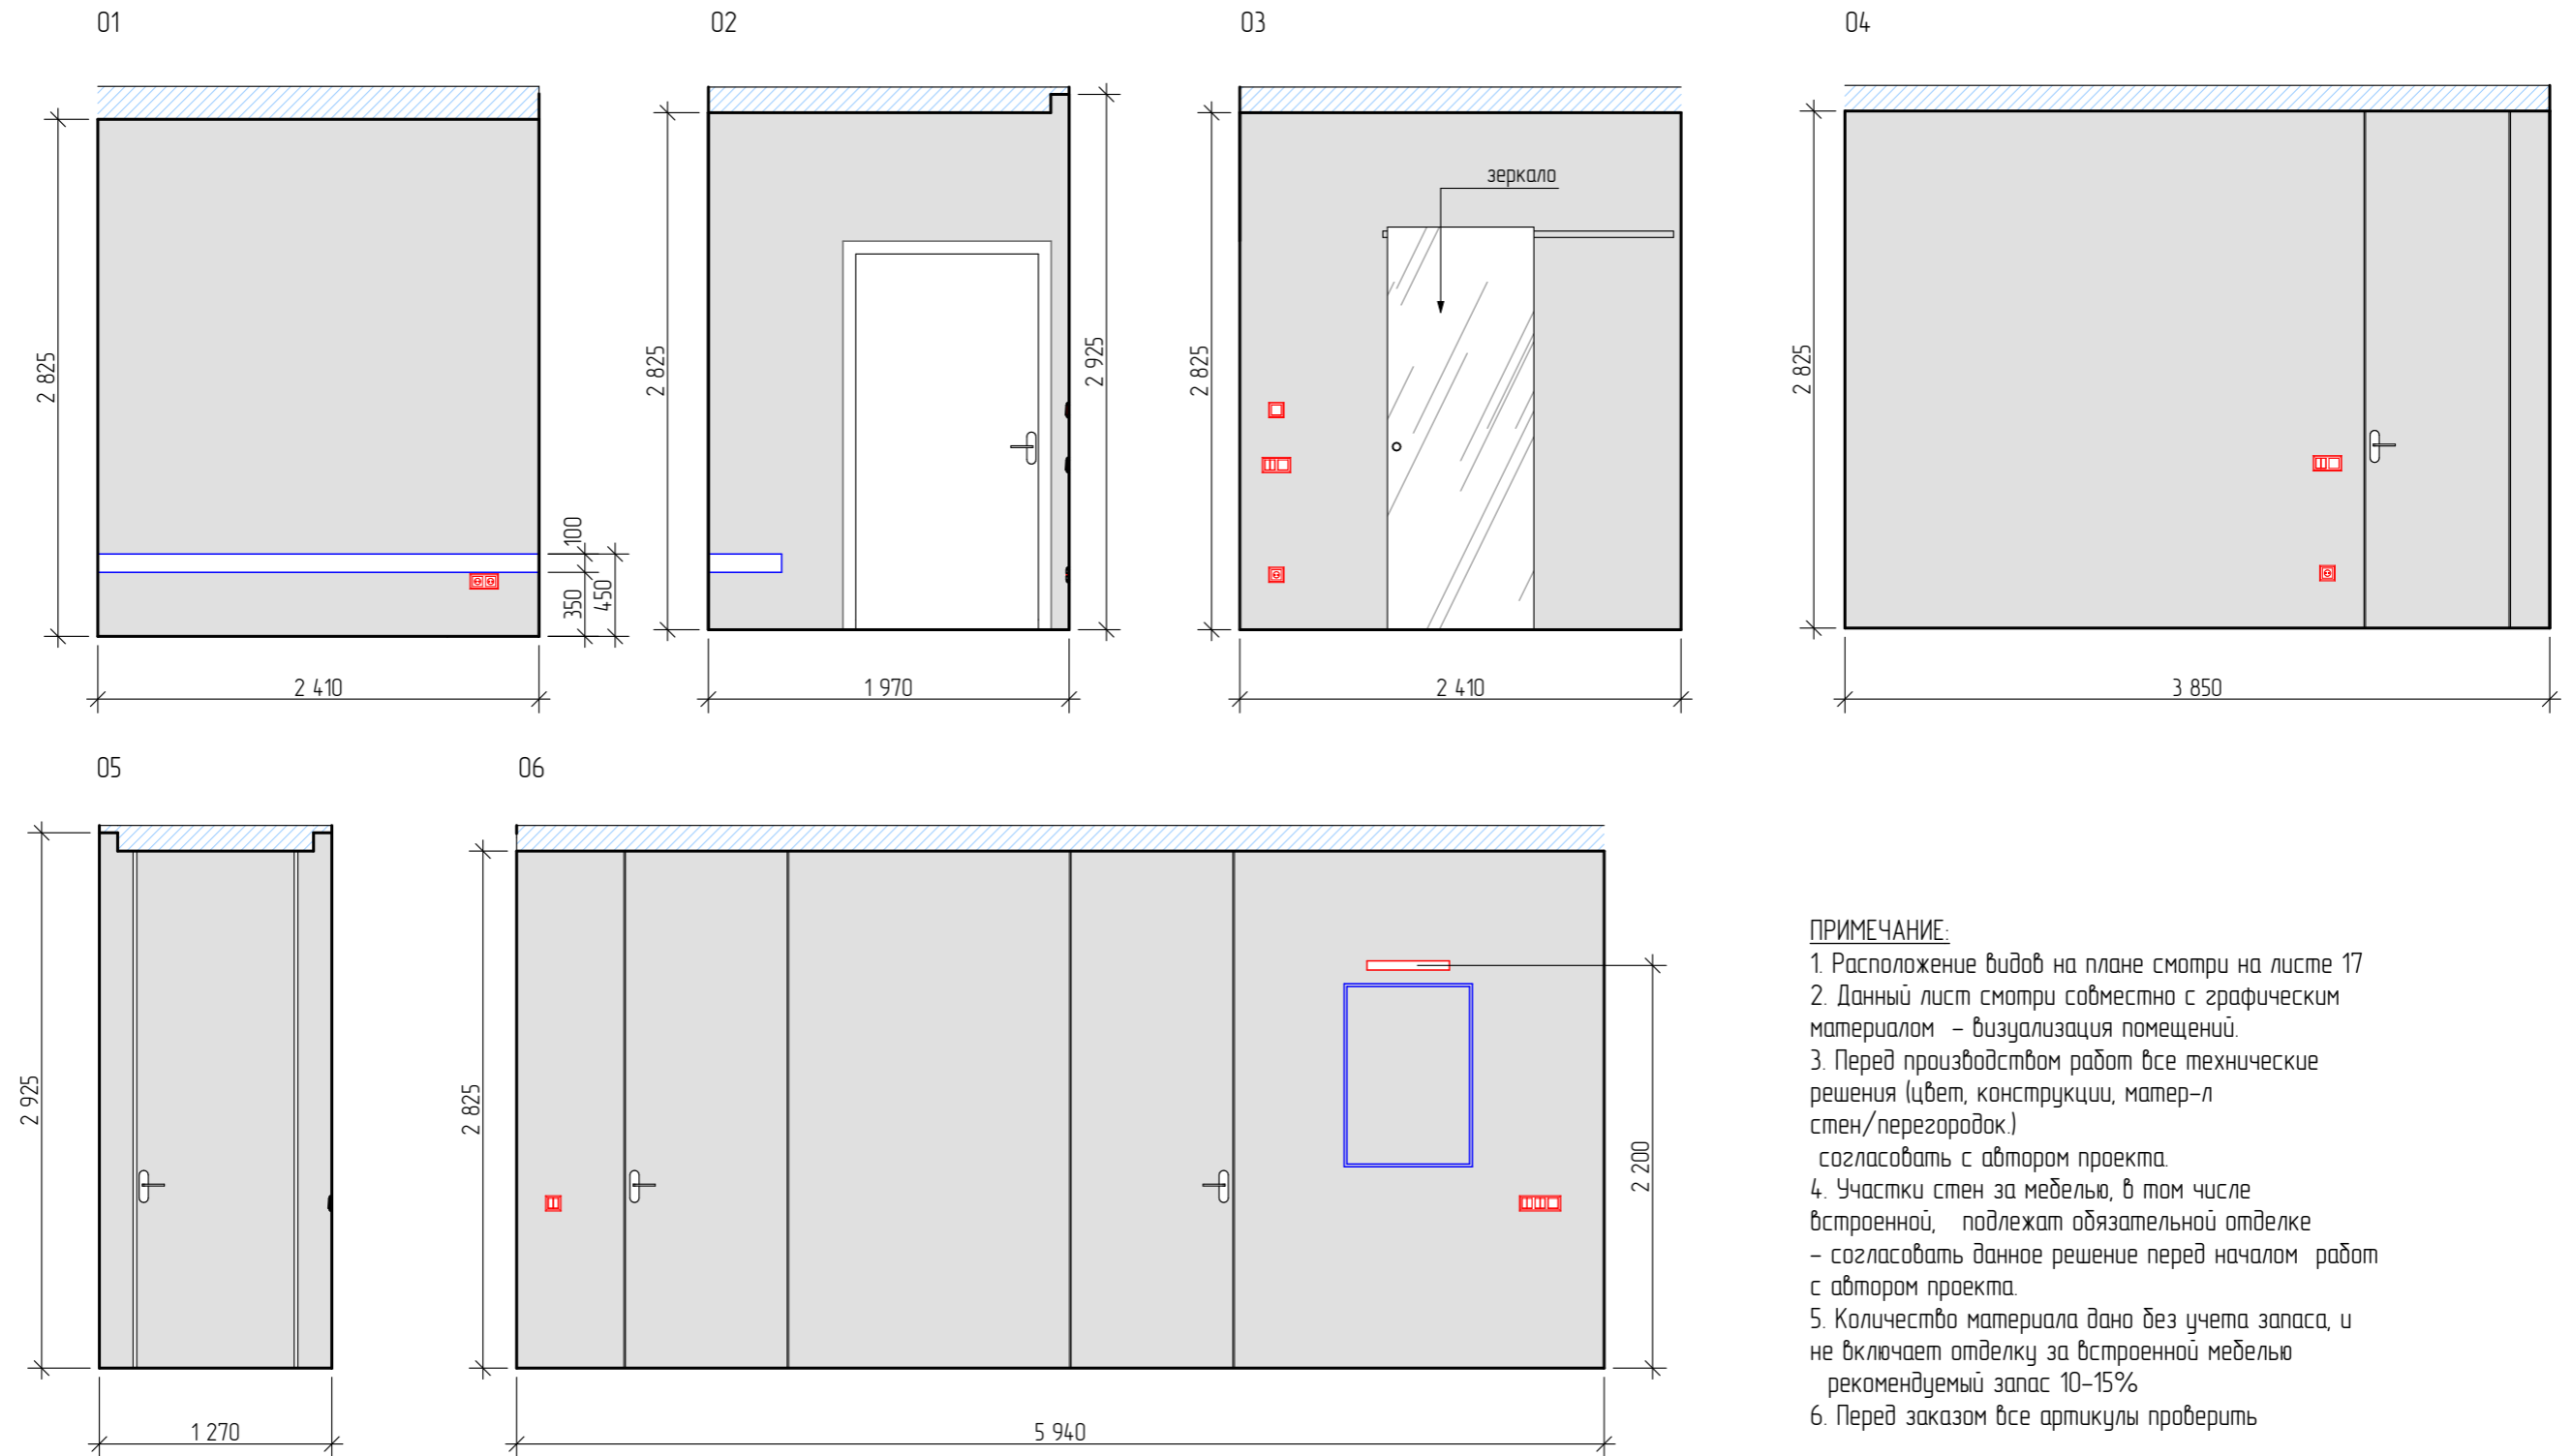 01
02
03
04
зеркало
2 825
2 825
2 925
2 825
2 825
100
350
450
2 410
1 970
2 410
3 850
05
06
2 925
2 825
2 200
1 270
5 940
ПРИМЕЧАНИЕ:
1. Расположение видов на плане смотри на листе 17
2. Данный лист смотри совместно с графическим
материалом - визуализация помещений.
3. Перед производством работ все технические
решения (цвет, конструкции, матер-л
стен/перегородок.)
согласовать с автором проекта.
4. Участки стен за мебелью, в том числе
встроенной, подлежат обязательной отделке
- согласовать данное решение перед началом работ
с автором проекта.
5. Количество материала дано без учета запаса, и
не включает отделку за встроенной мебелью
рекомендуемый запас 10-15%
6. Перед заказом все артикулы проверить